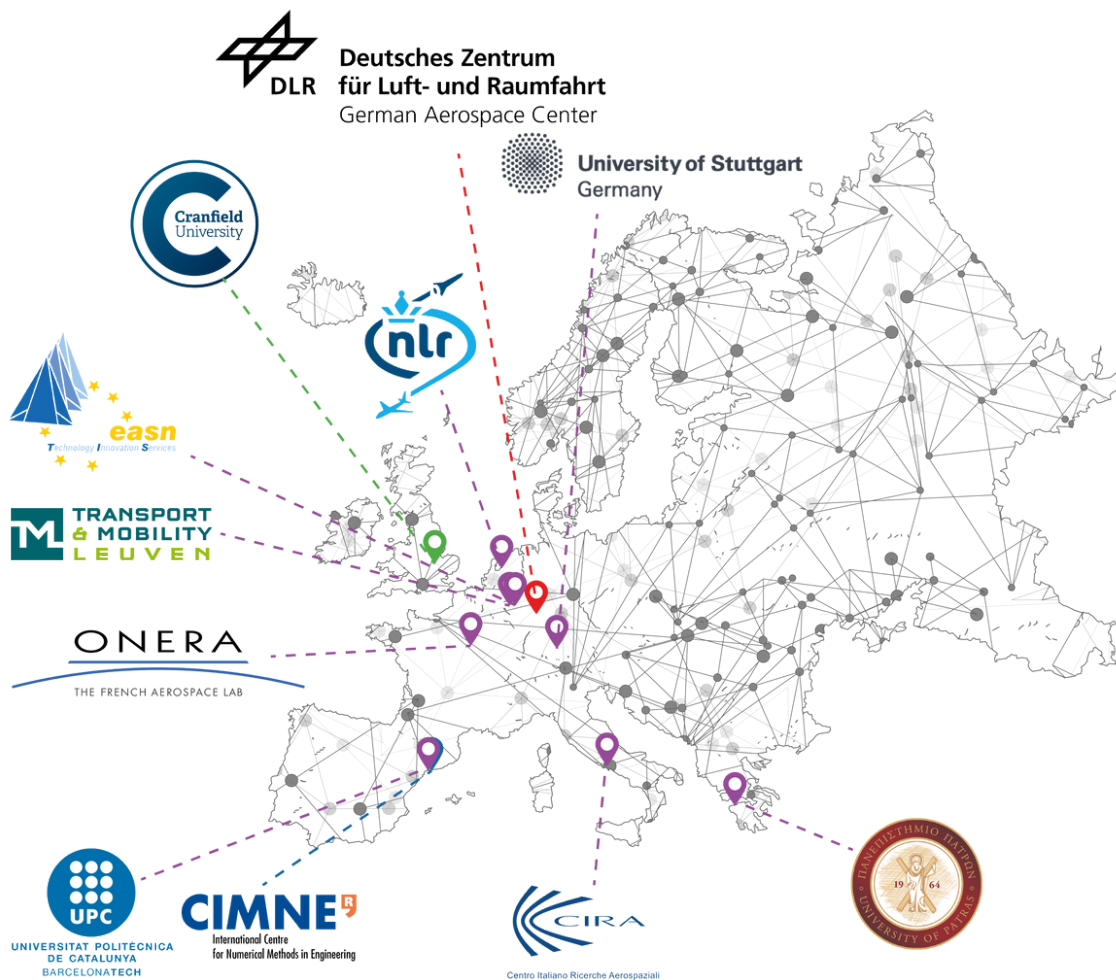 DLR
Deutsches Zentrum
für Luft- und Raumfahrt
German Aerospace Center
University of Stuttgart
Germany
Cranfield
University
nlr
easn
Technology Innovation Services
TM
TRANSPORT
& MOBILITY
LEUVEN
ONERA
THE FRENCH AEROSPACE LAB
UPC
UNIVERSITAT POLITÈCNICA
DE CATALUNYA
BARCELONATECH
CIMNE R
International Centre
for Numerical Methods in Engineering
CIRA
Centro Italiano Ricerche Aerospaziali
ΠΑΝΕΠΙΣΤΗΜΙΟ ΠΑΤΡΩΝ
19 64
UNIVERSITY OF PATRAS